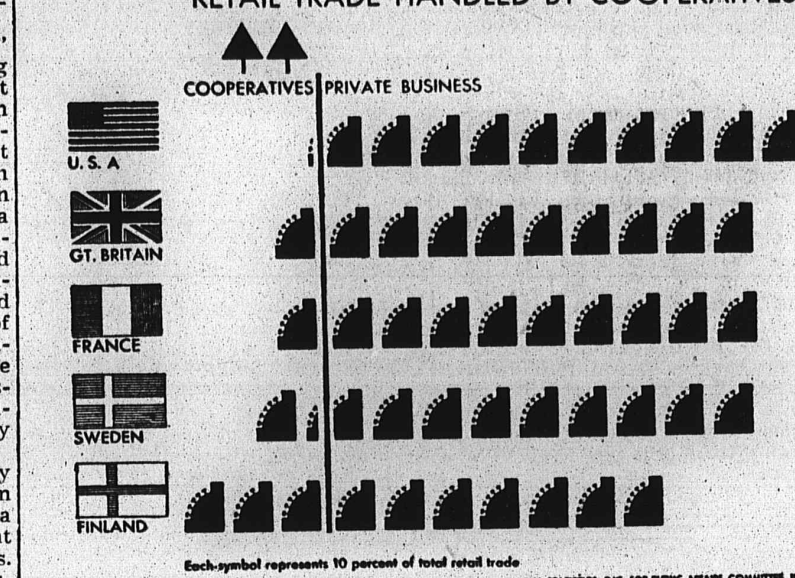 RETAIL TRADE HANDLED BY COOPERATIVES
COOPERATIVES PRIVATE BUSINESS
U. S. A
GT. BRITAIN
FRANCE
SWEDEN
FINLAND
Each symbol represents 10 percent of total retail trade